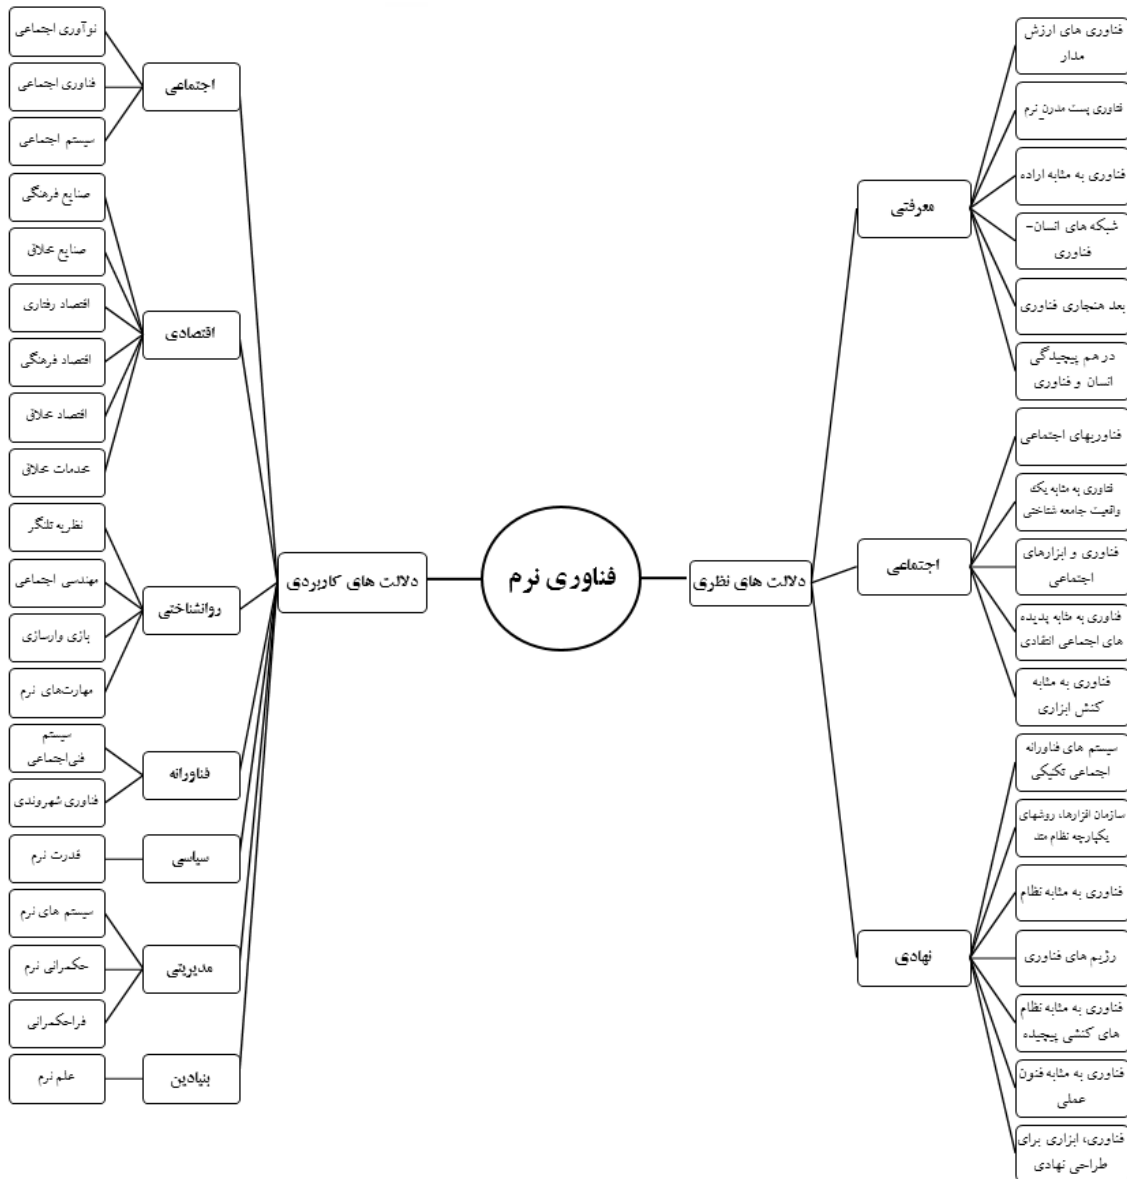 فناوری نرم
دلالت های نظری
معرفتی
فناوری های ارزش
مدار
فناوری پست مدرن_نرم
فناوری به مثابه اراده
شبکه های انسان-
فناوری
بعد هنجاری فناوری
در هم پیچیدگی
انسان و فناوری
اجتماعی
فناوریهای اجتماعی
فناوری به مثابه یک
واقعیت جامعه شناختی
فناوری و ابزارهای
اجتماعی
فناوری به مثابه پدیده
های اجتماعی انتقادی
فناوری به مثابه
کنش ابزاری
نهادی
سیستم های فناورانه
اجتماعی تکنیکی
سازمان افزارها، روشهای
یکپارچه نظام مند
فناوری به مثابه نظام
رژیم های فناوری
فناوری به مثابه نظام
های کنشی پیچیده
فناوری به مثابه فنون
عملی
فناوری، ابزاری برای
طراحی نهادی
دلالت های کاربردی
اجتماعی
نوآوری اجتماعی
فناوری اجتماعی
سیستم اجتماعی
اقتصادی
صنایع فرهنگی
صنایع خلاق
اقتصاد رفتاری
اقتصاد فرهنگی
اقتصاد خلاق
خدمات خلاق
روانشناختی
نظریه تلنگر
مهندسی اجتماعی
بازی وارسازی
مهارت‌های نرم
فناورانه
سیستم
فنی‌اجتماعی
فناوری شهروندی
سیاسی
قدرت نرم
مدیریتی
سیستم های نرم
حکمرانی نرم
فراحکمرانی
بنیادین
علم نرم